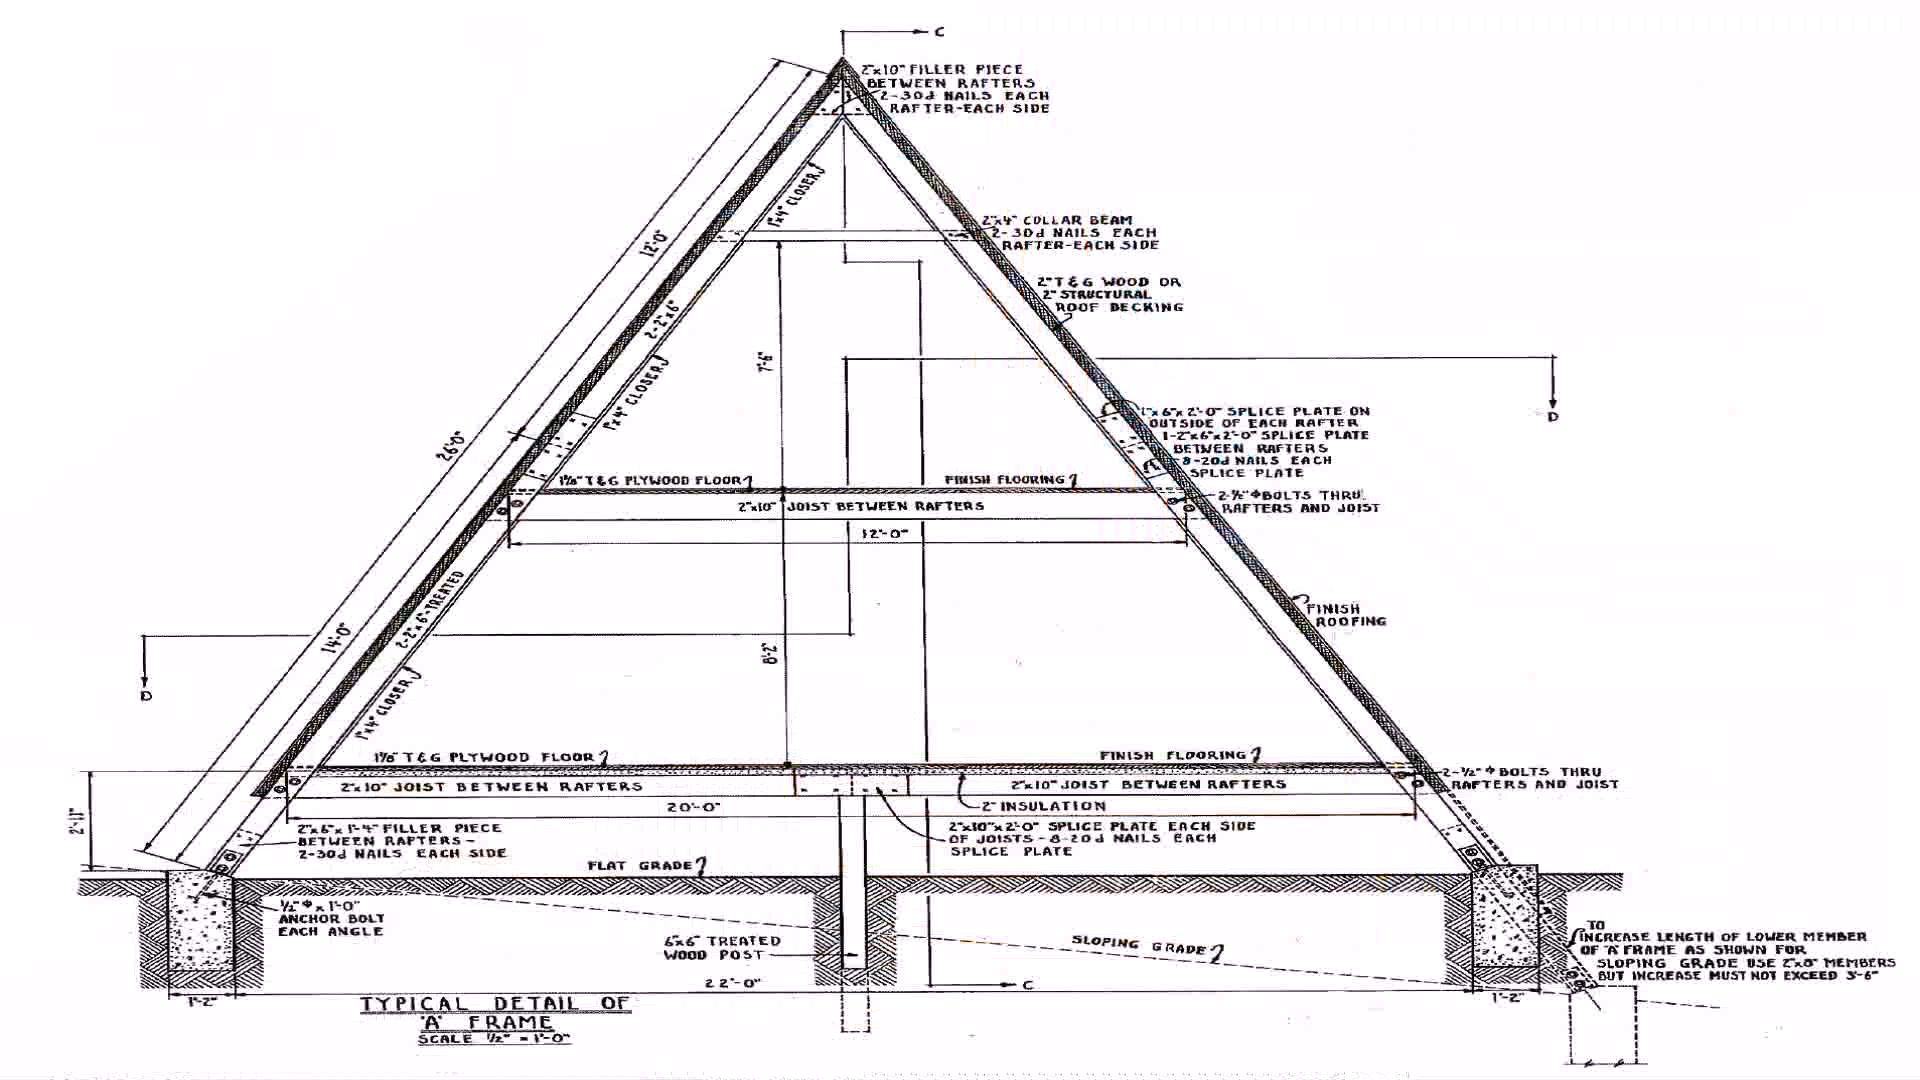 C
2"x10" FILLER PIECE
BETWEEN RAFTERS
2-30d NAILS EACH
RAFTER-EACH SIDE
1"x4" CLOSER
2"x4" COLLAR BEAM
2-30d NAILS EACH
RAFTER-EACH SIDE
12'-0"
2" T & G WOOD OR
2" STRUCTURAL
ROOF DECKING
2-2"x6"
7'-6"
1"x4" CLOSER
D
26'-0"
1"x6"x2'-0" SPLICE PLATE ON
OUTSIDE OF EACH RAFTER
1-2"x6"x2'-0" SPLICE PLATE
BETWEEN RAFTERS
8-20d NAILS EACH
SPLICE PLATE
1⅛" T & G PLYWOOD FLOOR
FINISH FLOORING
2-½"ᶲ BOLTS THRU.
RAFTERS AND JOIST
2"x10" JOIST BETWEEN RAFTERS
12'-0"
2-2"x6"-TREATED
FINISH
ROOFING
14'-0"
8'-2"
D
1"x4" CLOSER
1⅛" T & G PLYWOOD FLOOR
FINISH FLOORING
2-½"ᶲ BOLTS THRU
RAFTERS AND JOIST
2"x10" JOIST BETWEEN RAFTERS
2"x10" JOIST BETWEEN RAFTERS
20'-0"
2" INSULATION
2'-11"
2"x6"x1'-4" FILLER PIECE
BETWEEN RAFTERS-
2-30d NAILS EACH SIDE
2"x10"x2'-0" SPLICE PLATE EACH SIDE
OF JOISTS-8-20d NAILS EACH
SPLICE PLATE
FLAT GRADE
½"ᶲ x 1'-0"
ANCHOR BOLT
EACH ANGLE
6"x6" TREATED
WOOD POST
SLOPING GRADE
TO
INCREASE LENGTH OF LOWER MEMBER
OF 'A' FRAME AS SHOWN FOR
SLOPING GRADE USE 2"x8" MEMBERS
BUT INCREASE MUST NOT EXCEED 3'-6"
1'-2"
22'-0"
C
1'-2"
TYPICAL DETAIL OF
'A' FRAME
SCALE ½" = 1'-0"